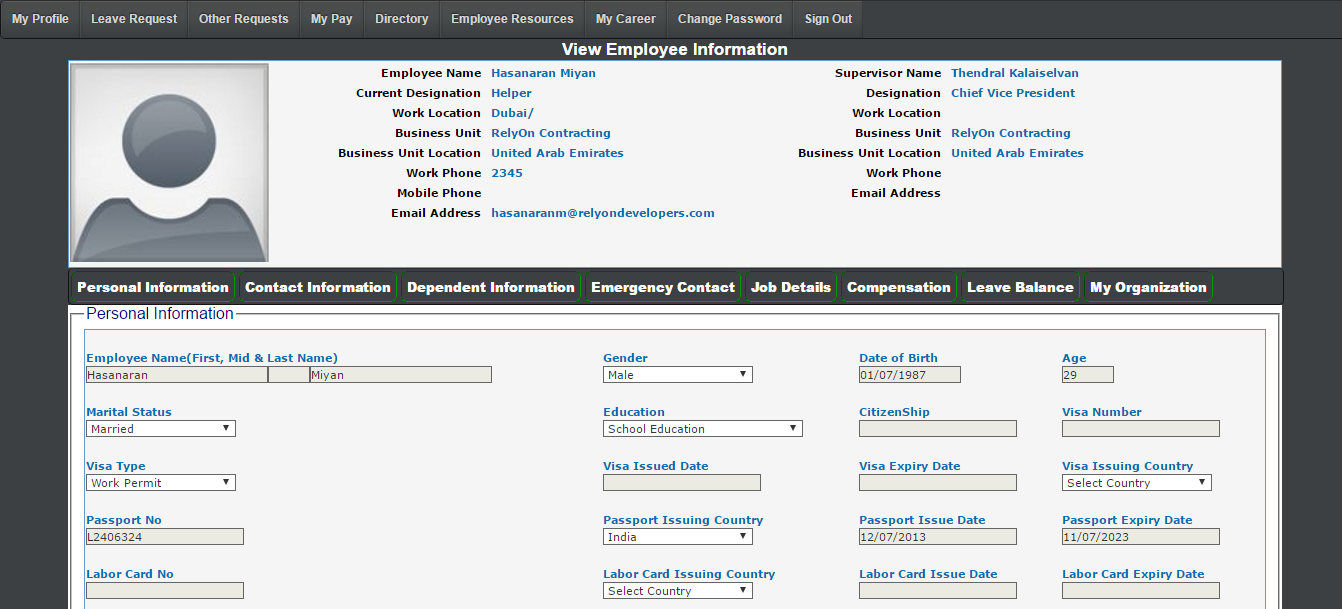 My Profile Leave Request Other Requests My Pay Directory Employee Resources My Career Change Password Sign Out
View Employee Information
Employee Name Hasanaran Miyan Supervisor Name Thendral Kalaiselvan
Current Designation Helper Designation Chief Vice President
Work Location Dubai/ Work Location
Business Unit RelyOn Contracting Business Unit RelyOn Contracting
Business Unit Location United Arab Emirates Business Unit Location United Arab Emirates
Work Phone 2345 Work Phone
Mobile Phone Email Address
Email Address hasanaranm@relyondevelopers.com
Personal Information Contact Information Dependent Information Emergency Contact Job Details Compensation Leave Balance My Organization
Personal Information
Employee Name(First, Mid & Last Name) Gender Date of Birth Age
Hasanaran Miyan Male 01/07/1987 29
Marital Status Education CitizenShip Visa Number
Married School Education
Visa Type Visa Issued Date Visa Expiry Date Visa Issuing Country
Work Permit Select Country
Passport No Passport Issuing Country Passport Issue Date Passport Expiry Date
L2406324 India 12/07/2013 11/07/2023
Labor Card No Labor Card Issuing Country Labor Card Issue Date Labor Card Expiry Date
Select Country